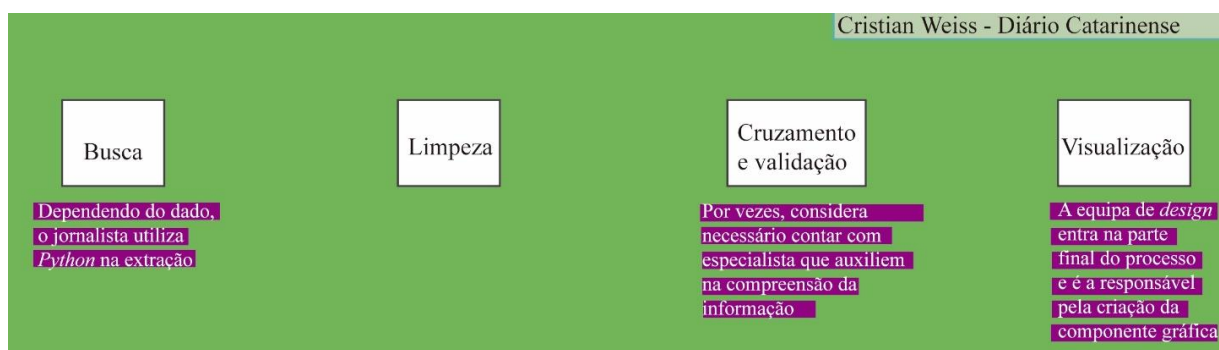 Cristian Weiss - Diário Catarinense
Busca
Dependendo do dado,
o jornalista utiliza
Python na extração
Limpeza
Cruzamento
e validação
Por vezes, considera
necessário contar com
especialista que auxiliem
na compreensão da
informação
Visualização
A equipa de design
entra na parte
final do processo
e é a responsável
pela criação da
componente gráfica